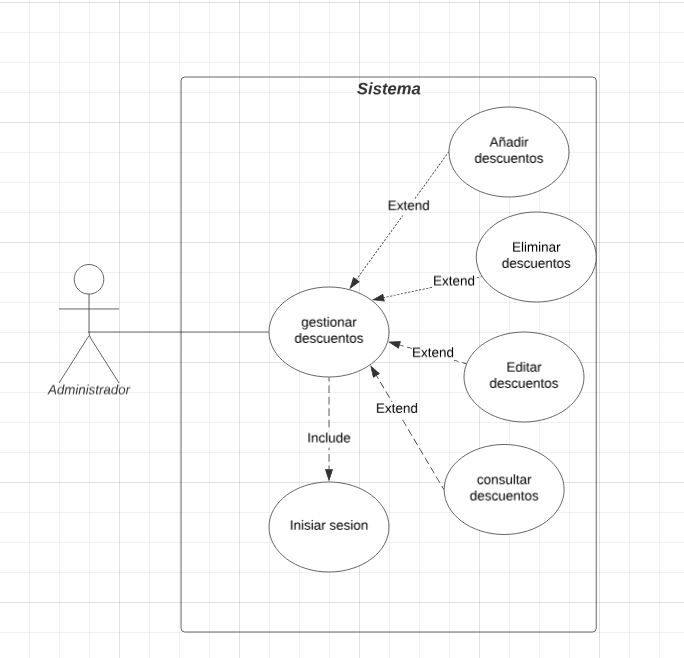 Sistema
Añadir
descuentos
Extend
Eliminar
descuentos
Extend
gestionar
descuentos
Extend
Editar
descuentos
Administrador
Extend
Include
consultar
descuentos
Inisiar sesion